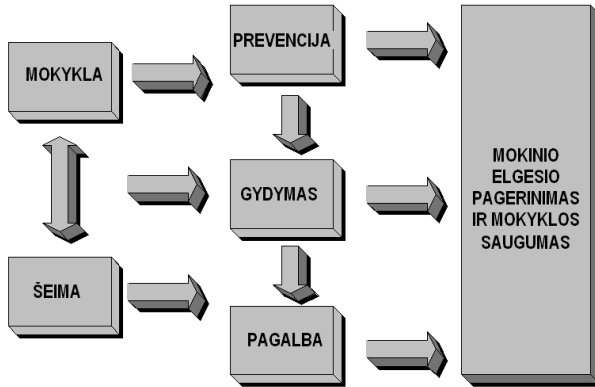 PREVENCIJA
MOKYKLA
GYDYMAS
MOKINIO
ELGESIO
PAGERINIMAS
IR MOKYKLOS
SAUGUMAS
ŠEIMA
PAGALBA